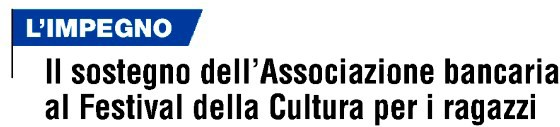 L'IMPEGNO
Il sostegno dell'Associazione bancaria
al Festival della Cultura per i ragazzi